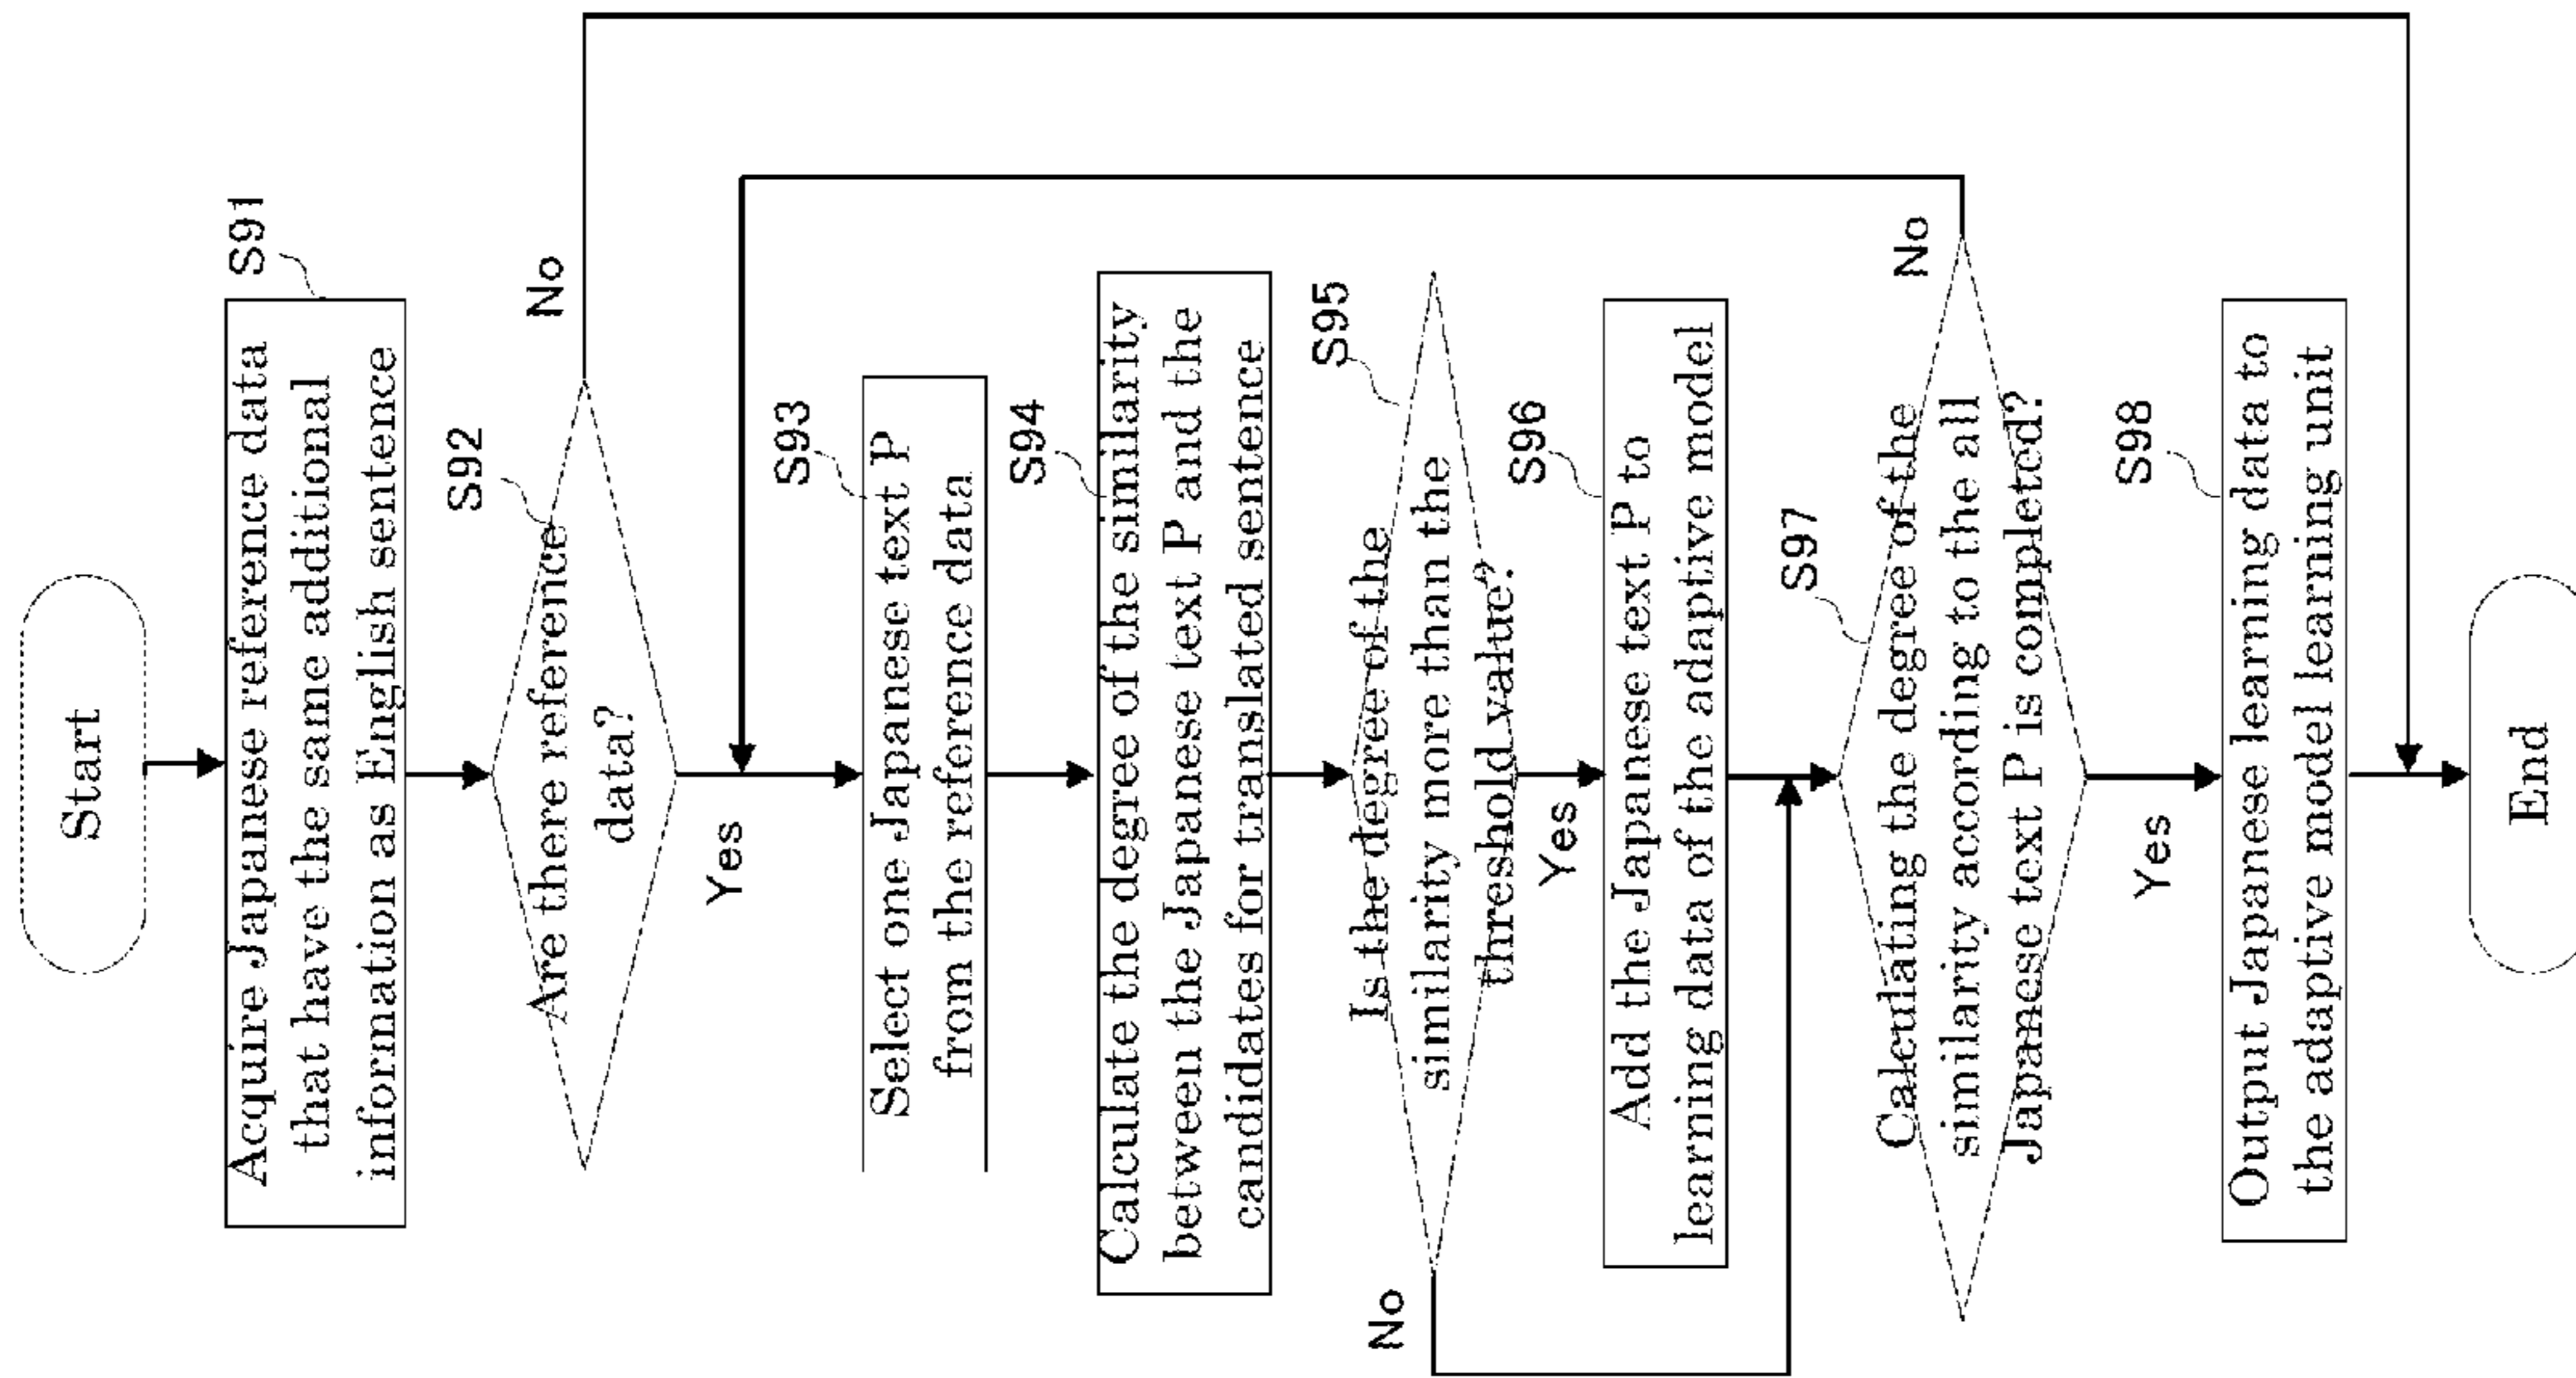 Start
S91
Acquire Japanese reference data
that have the same additional
information as English sentence
S92
Are there reference
data?
No
Yes
S93
Select one Japanese text P
from the reference data
S94
Calculate the degree of the similarity
between the Japanese text P and the
candidates for translated sentence
S95
Is the degree of the
similarity more than the
threshold value?
No
Yes
S96
Add the Japanese text P to
learning data of the adaptive model
S97
Calculating the degree of the
similarity according to the all
Japanese text P is completed?
No
Yes
S98
Output Japanese learning data to
the adaptive model learning unit
End